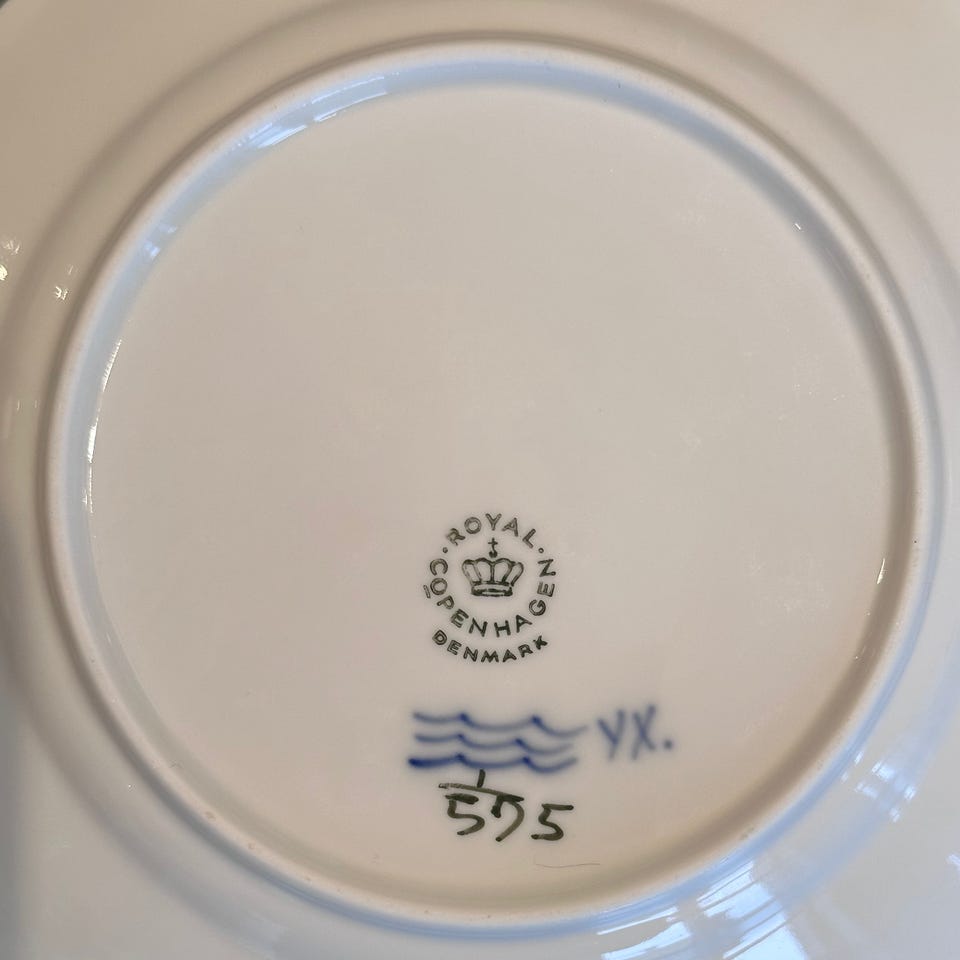 ROYAL
COPENHAGEN
DENMARK
YX.
1
575